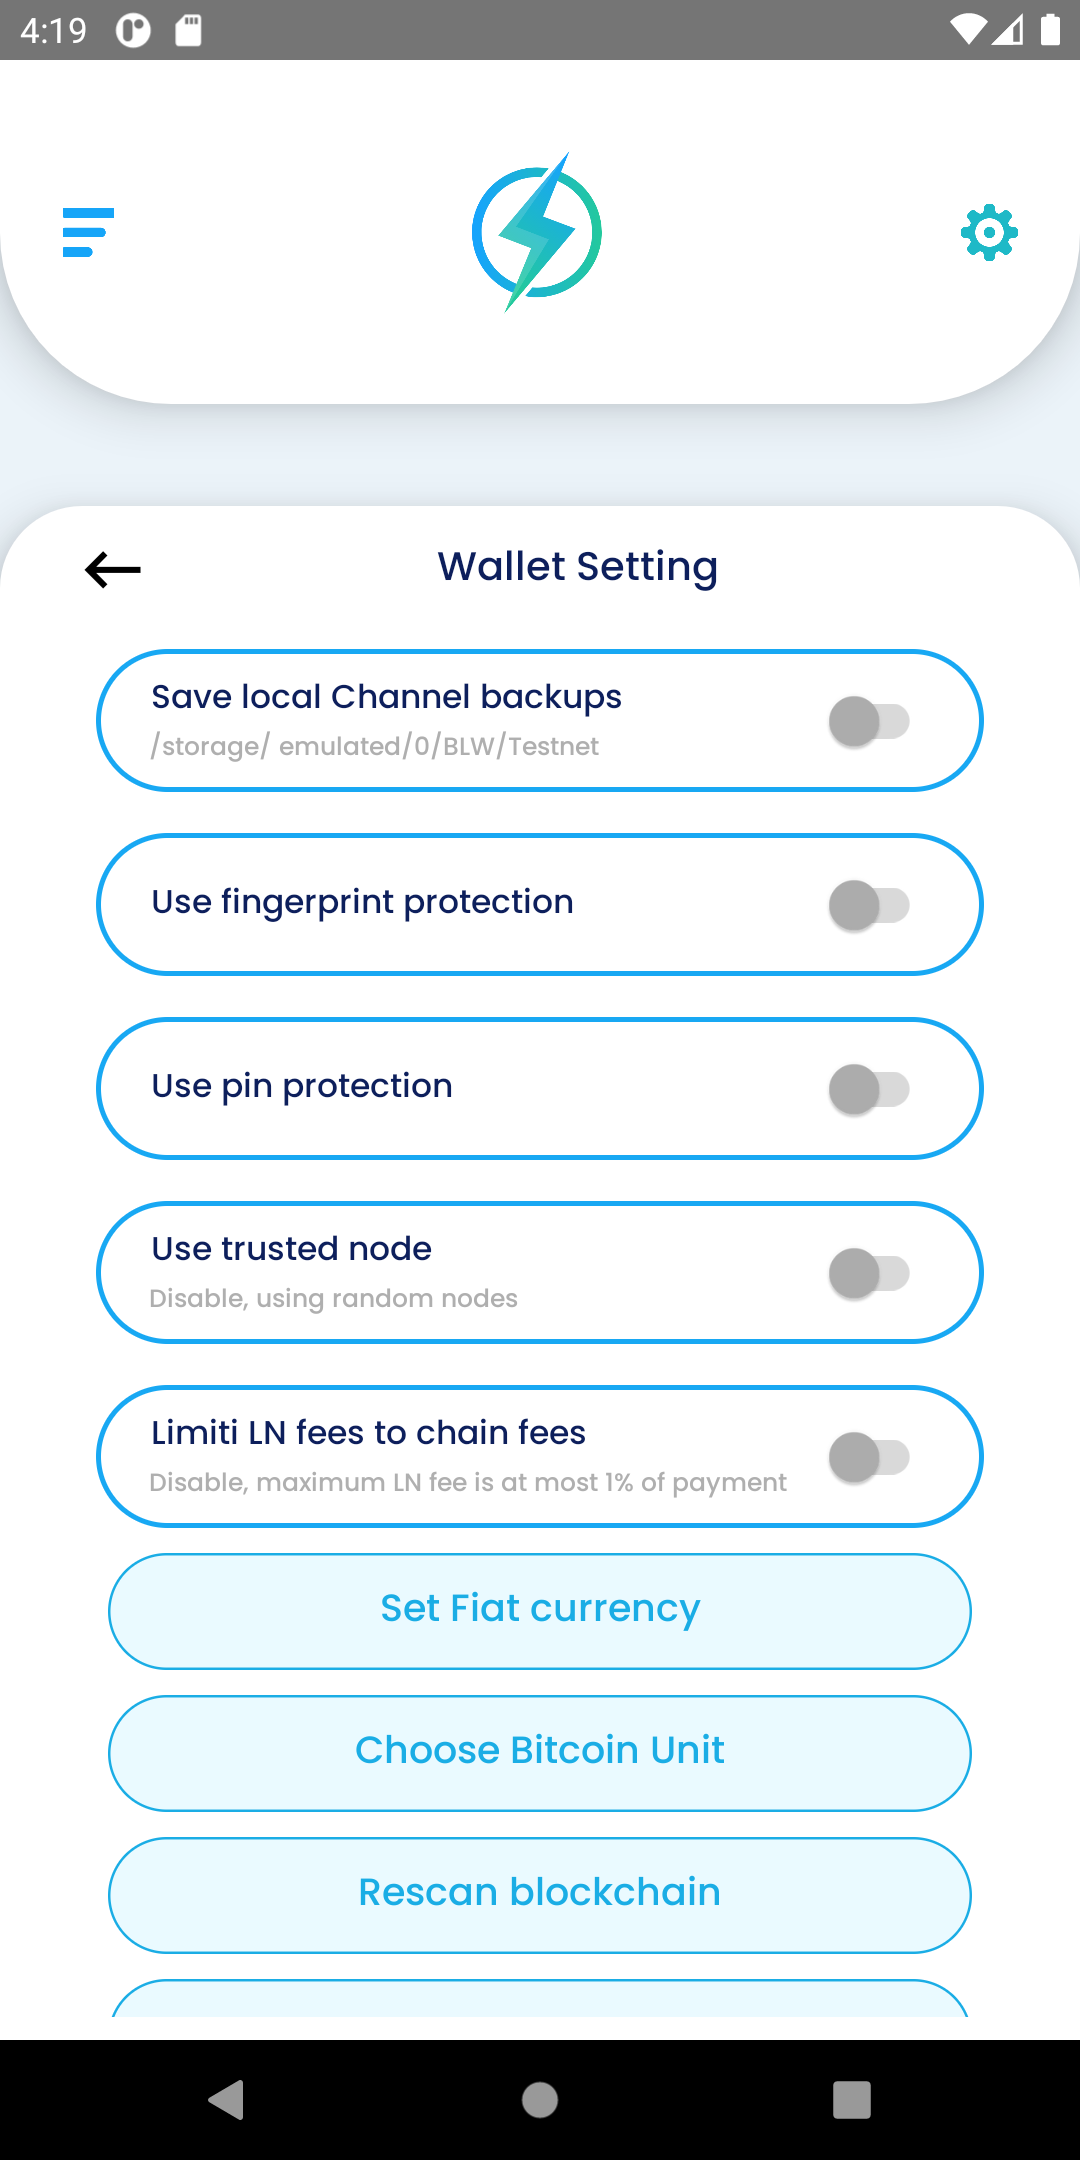 4:19
Wallet Setting
Save local Channel backups
/storage/ emulated/0/BLW/Testnet
Use fingerprint protection
Use pin protection
Use trusted node
Disable, using random nodes
Limiti LN fees to chain fees
Disable, maximum LN fee is at most 1% of payment
Set Fiat currency
Choose Bitcoin Unit
Rescan blockchain